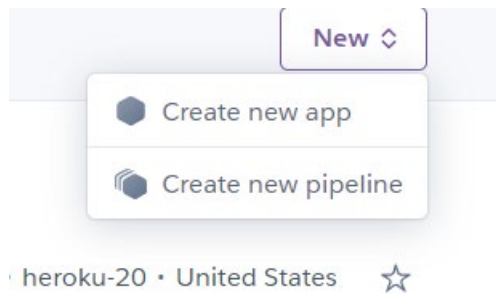 New
Create new app
Create new pipeline
heroku-20 · United States